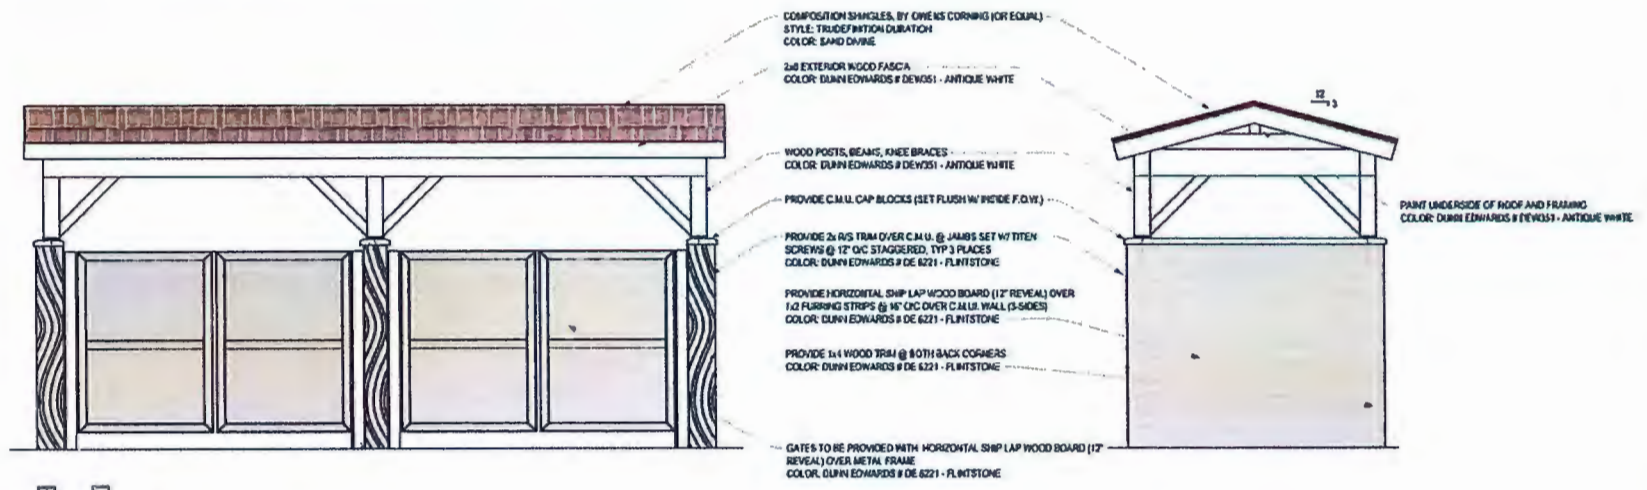 COMPOSITION SHINGLES, BY OWENS CORNING (OR EQUAL)
STYLE: TRUDEFINITION DURATION
COLOR: SAND DIVINE
2x8 EXTERIOR WOOD FASCIA
COLOR: DUNN EDWARDS # DEW351 - ANTIQUE WHITE
12
3
WOOD POSTS, BEAMS, KNEE BRACES
COLOR: DUNN EDWARDS # DEW351 - ANTIQUE WHITE
PROVIDE C.M.U. CAP BLOCKS (SET FLUSH W/ INSIDE F.O.W.)
PAINT UNDERSIDE OF ROOF AND FRAMING
COLOR: DUNN EDWARDS # DEW351 - ANTIQUE WHITE
PROVIDE 2x R/S TRIM OVER C.M.U. @ JAMBS SET W/ TITEN
SCREWS @ 12" O/C STAGGERED, TYP 3 PLACES
COLOR: DUNN EDWARDS # DE 6221 - FLINTSTONE
PROVIDE HORIZONTAL SHIP LAP WOOD BOARD (12" REVEAL) OVER
1x2 FURRING STRIPS @ 16" O/C OVER C.M.U. WALL (3-SIDES)
COLOR: DUNN EDWARDS # DE 6221 - FLINTSTONE
PROVIDE 1x4 WOOD TRIM @ BOTH BACK CORNERS
COLOR: DUNN EDWARDS # DE 6221 - FLINTSTONE
GATES TO BE PROVIDED WITH HORIZONTAL SHIP LAP WOOD BOARD (12"
REVEAL) OVER METAL FRAME
COLOR: DUNN EDWARDS # DE 6221 - FLINTSTONE